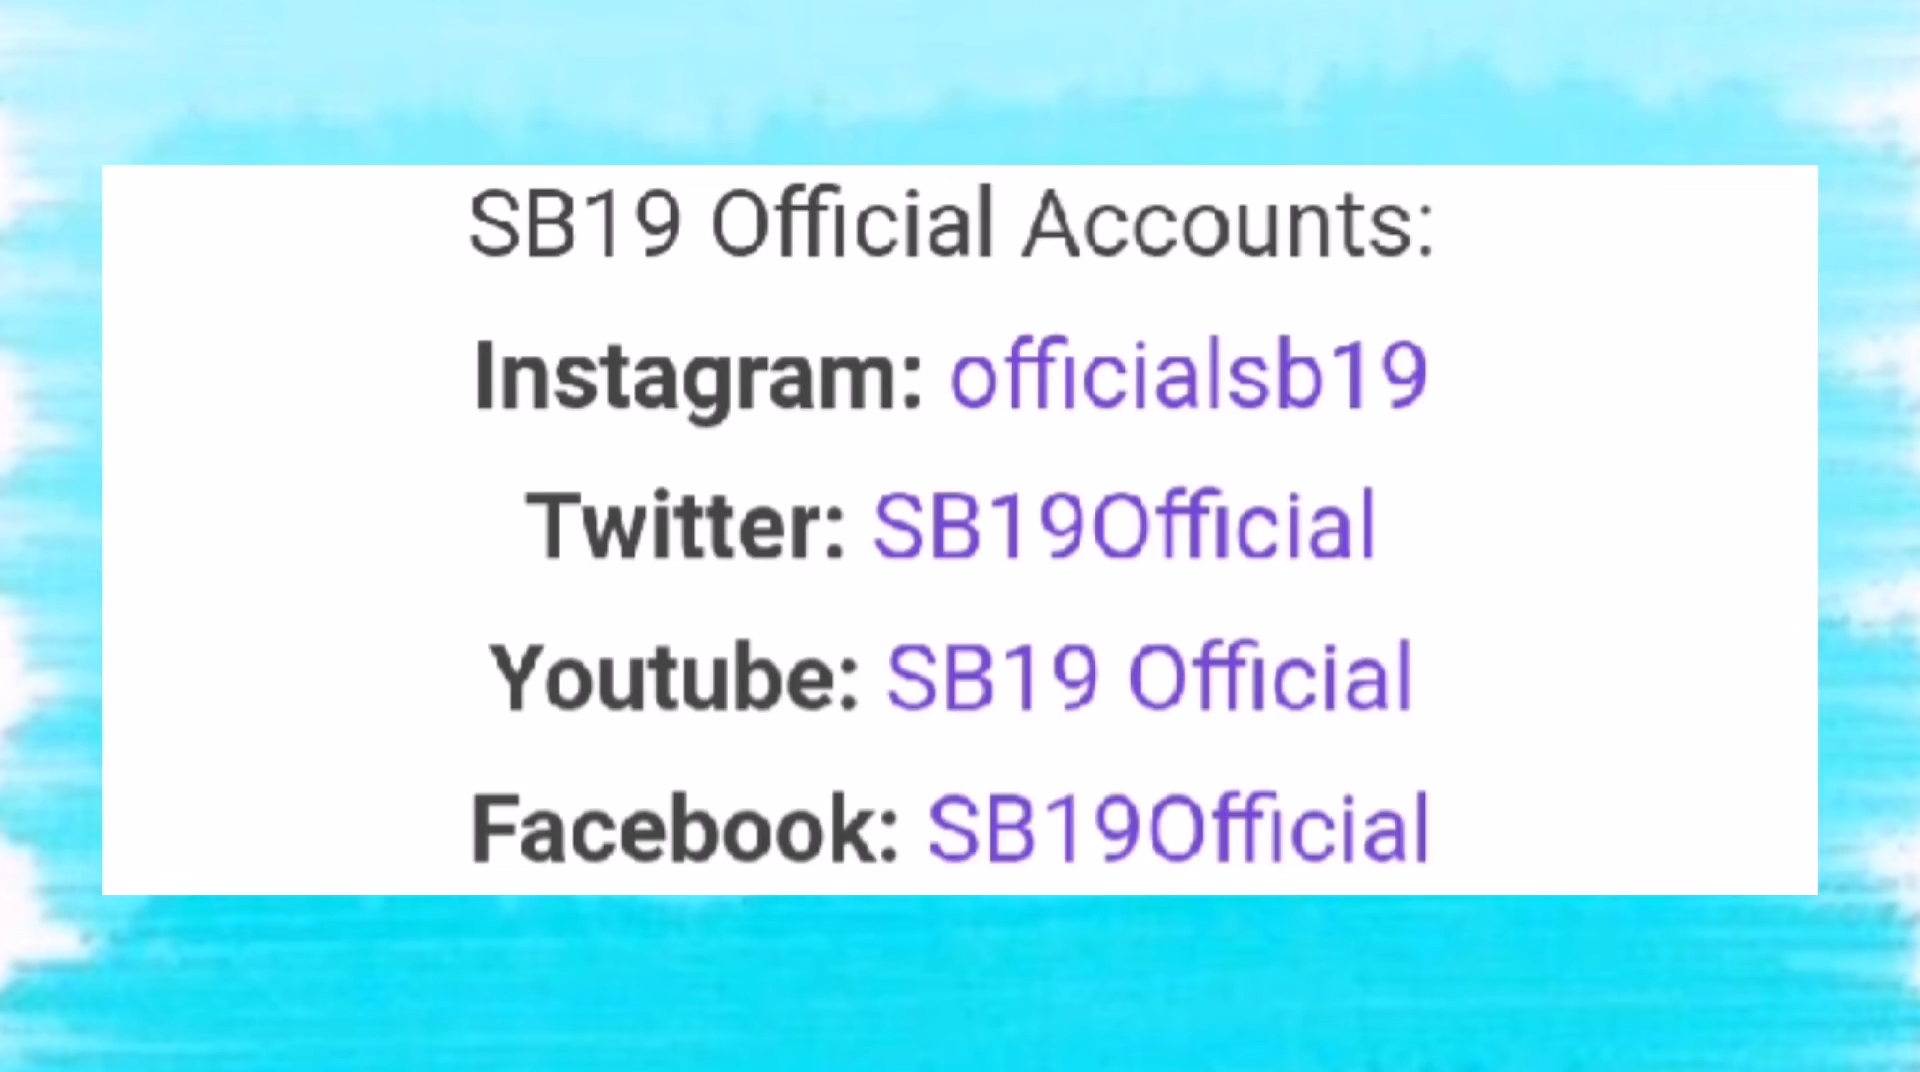 SB19 Official Accounts:
Instagram: officialsb19
Twitter: SB19Official
Youtube: SB19 Official
Facebook: SB19Official